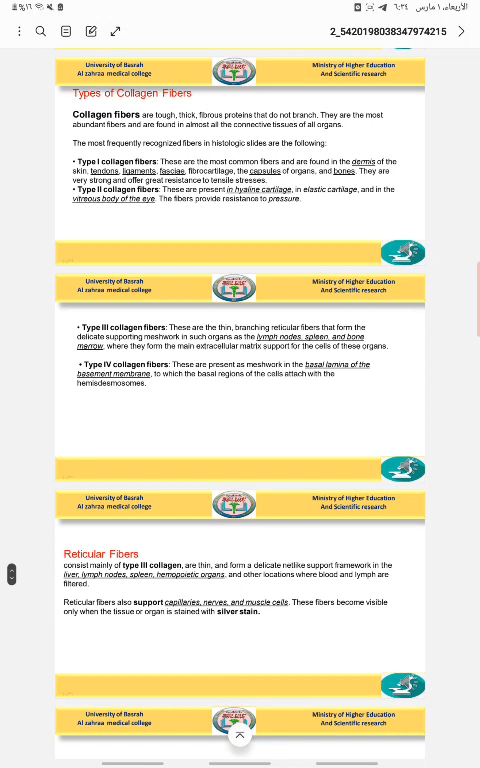 الأربعاء، ١ مارس ٦:٢٤
%١٦
2_5420198038347974215
University of Basrah
Al zahraa medical college
Ministry of Higher Education
And Scientific research
Types of Collagen Fibers
Collagen fibers are tough, thick, fibrous proteins that do not branch. They are the most
abundant fibers and are found in almost all the connective tissues of all organs.
The most frequently recognized fibers in histologic slides are the following:
• Type I collagen fibers: These are the most common fibers and are found in the dermis of the
skin, tendons, ligaments, fasciae, fibrocartilage, the capsules of organs, and bones. They are
very strong and offer great resistance to tensile stresses.
• Type II collagen fibers: These are present in hyaline cartilage, in elastic cartilage, and in the
vitreous body of the eye. The fibers provide resistance to pressure.
University of Basrah
Al zahraa medical college
Ministry of Higher Education
And Scientific research
• Type III collagen fibers: These are the thin, branching reticular fibers that form the
delicate supporting meshwork in such organs as the lymph nodes, spleen, and bone
merrow, where they form the main extracellular matrix support for the cells of these organs.
• Type IV collagen fibers: These are present as meshwork in the basal lamina of the
basement membrane, to which the basal regions of the cells attach with the
hemisdesmosomes.
University of Basrah
Al zahraa medical college
Ministry of Higher Education
And Scientific research
Reticular Fibers
consist mainly of type III collagen, are thin, and form a delicate netlike support framework in the
liver, lymph nodes, spleen, hemopoietic organs, and other locations where blood and lymph are
filtered.
Reticular fibers also support capillaries, nerves, and muscle cells. These fibers become visible
only when the tissue or organ is stained with silver stain.
University of Basrah
Al zahraa medical college
Ministry of Higher Education
And Scientific research